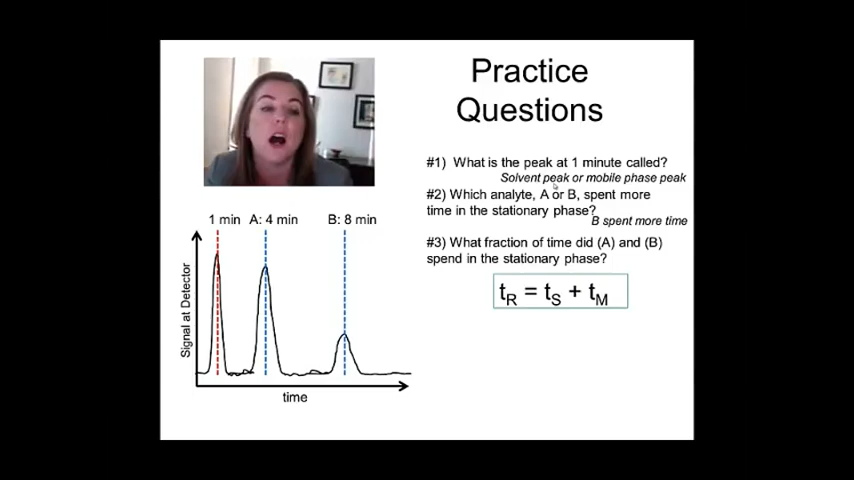 Practice
Questions
#1) What is the peak at 1 minute called?
Solvent peak or mobile phase peak
#2) Which analyte, A or B, spent more
time in the stationary phase?
B spent more time
#3) What fraction of time did (A) and (B)
spend in the stationary phase?
tR = tS + tM
1 min A: 4 min B: 8 min
Signal at Detector
time